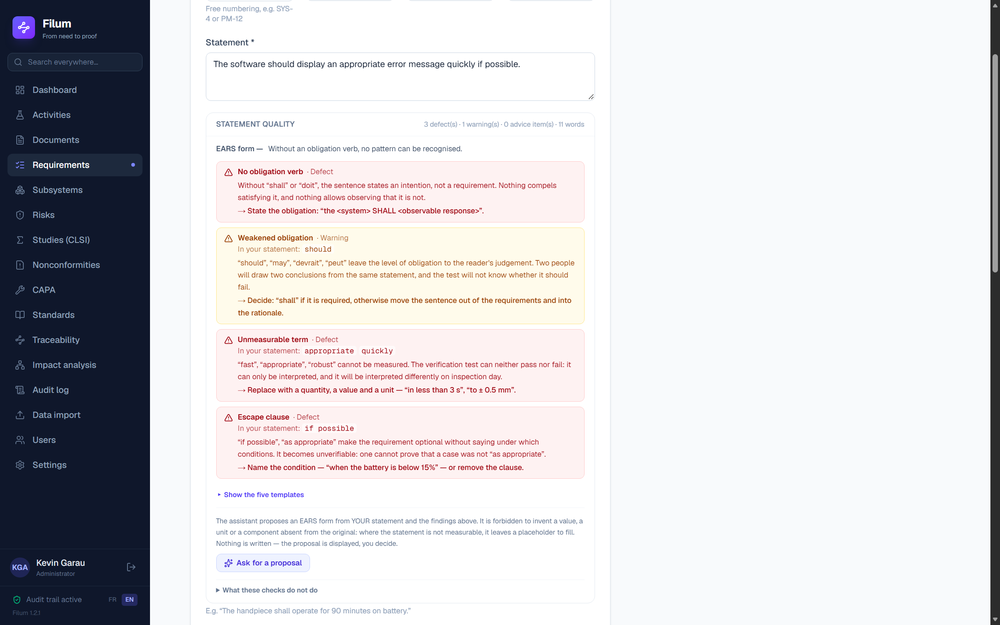 Filum
From need to proof
Search everywhere...
Dashboard
Activities
Documents
Requirements
Subsystems
Risks
Studies (CLSI)
Nonconformities
CAPA
Standards
Traceability
Impact analysis
Audit log
Data import
Users
Settings
KGA
Kevin Garau
Administrator
Audit trail active
FR EN
Filum 1.2.1
Free numbering, e.g. SYS-
4 or PM-12
Statement *
The software should display an appropriate error message quickly if possible.
STATEMENT QUALITY
3 defect(s) · 1 warning(s) · 0 advice item(s) · 11 words
EARS form — Without an obligation verb, no pattern can be recognised.
No obligation verb · Defect
Without “shall” or “doit”, the sentence states an intention, not a requirement. Nothing compels
satisfying it, and nothing allows observing that it is not.
→ State the obligation: “the <system> SHALL <observable response>”.
Weakened obligation · Warning
In your statement: should
“should”, “may”, “devrait”, “peut” leave the level of obligation to the reader's judgement. Two people
will draw two conclusions from the same statement, and the test will not know whether it should
fail.
→ Decide: “shall” if it is required, otherwise move the sentence out of the requirements and into
the rationale.
Unmeasurable term · Defect
In your statement: appropriate quickly
“fast”, “appropriate”, “robust” cannot be measured. The verification test can neither pass nor fail: it
can only be interpreted, and it will be interpreted differently on inspection day.
→ Replace with a quantity, a value and a unit — “in less than 3 s”, “to ± 0.5 mm”.
Escape clause · Defect
In your statement: if possible
“if possible”, “as appropriate” make the requirement optional without saying under which
conditions. It becomes unverifiable: one cannot prove that a case was not “as appropriate”.
→ Name the condition — “when the battery is below 15%” — or remove the clause.
▸ Show the five templates
The assistant proposes an EARS form from YOUR statement and the findings above. It is forbidden to invent a value, a
unit or a component absent from the original: where the statement is not measurable, it leaves a placeholder to fill.
Nothing is written — the proposal is displayed, you decide.
Ask for a proposal
▶ What these checks do not do
E.g. “The handpiece shall operate for 90 minutes on battery.”